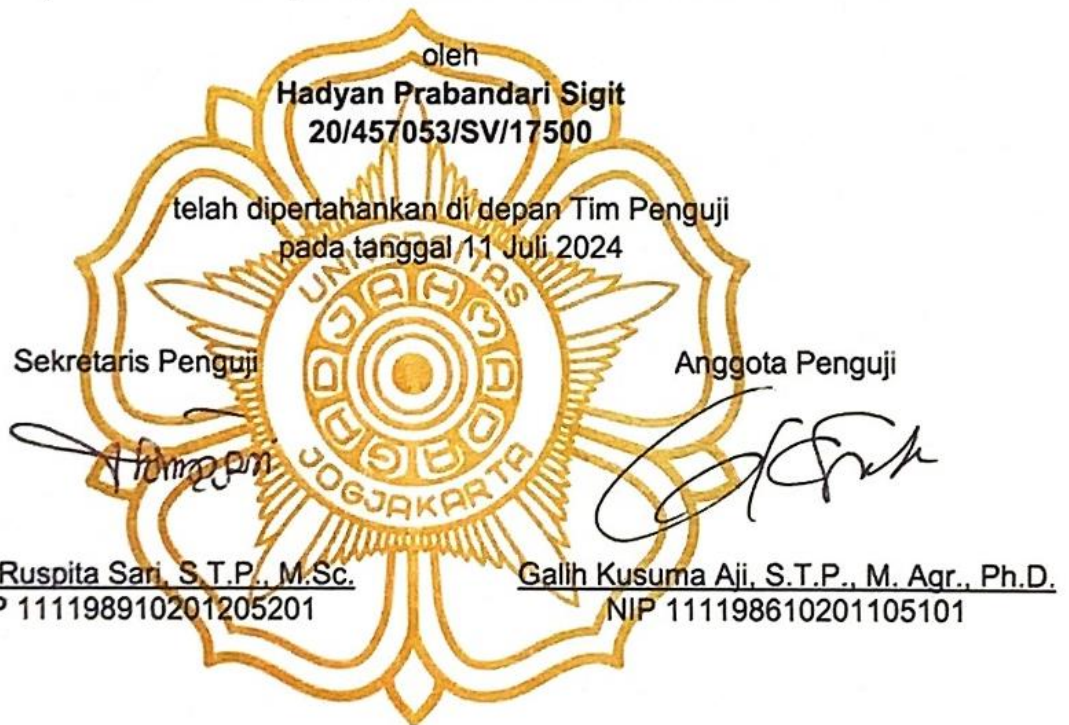 oleh
Hadyan Prabandari Sigit
20/457053/SV/17500
telah dipertahankan di depan Tim Penguji
pada tanggal 11 Juli 2024
UNIVERSITAS
GADJAH MADA
JOGJAKARTA
Sekretaris Penguji
Anggota Penguji
Ruspita Sari, S.T.P., M.Sc.
P 111198910201205201
Galih Kusuma Aji, S.T.P., M. Agr., Ph.D.
NIP 111198610201105101